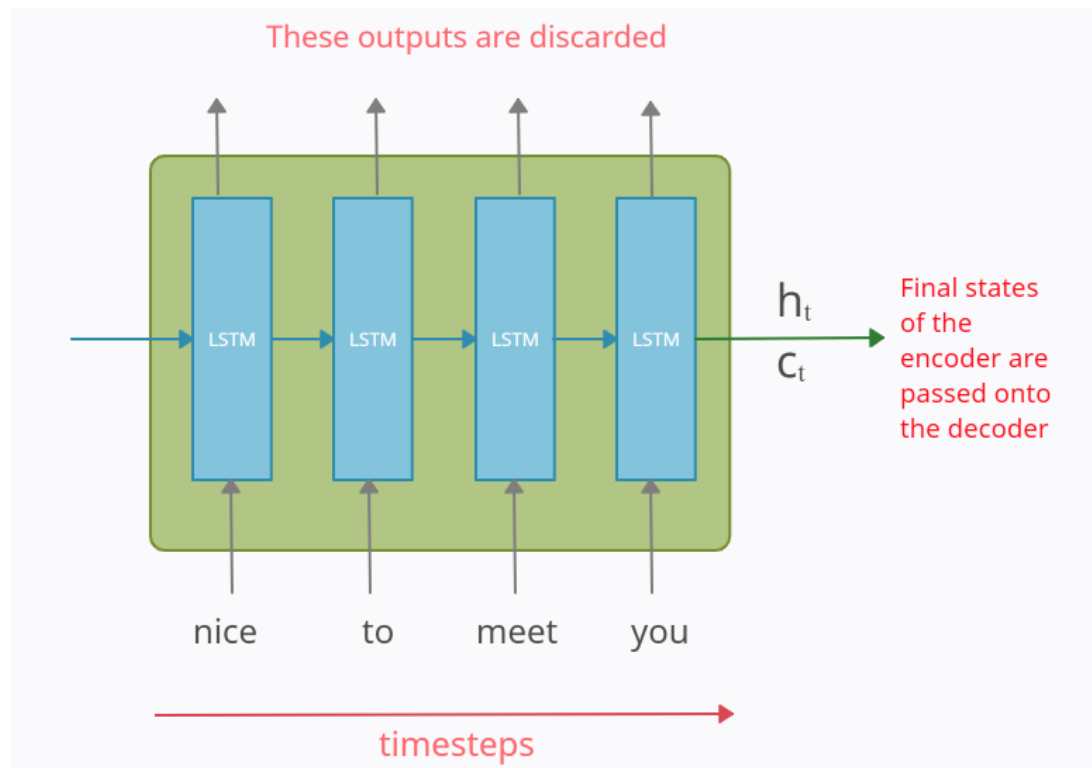 These outputs are discarded
LSTM
LSTM
LSTM
LSTM
hₜ
cₜ
Final states
of the
encoder are
passed onto
the decoder
nice
to
meet
you
timesteps